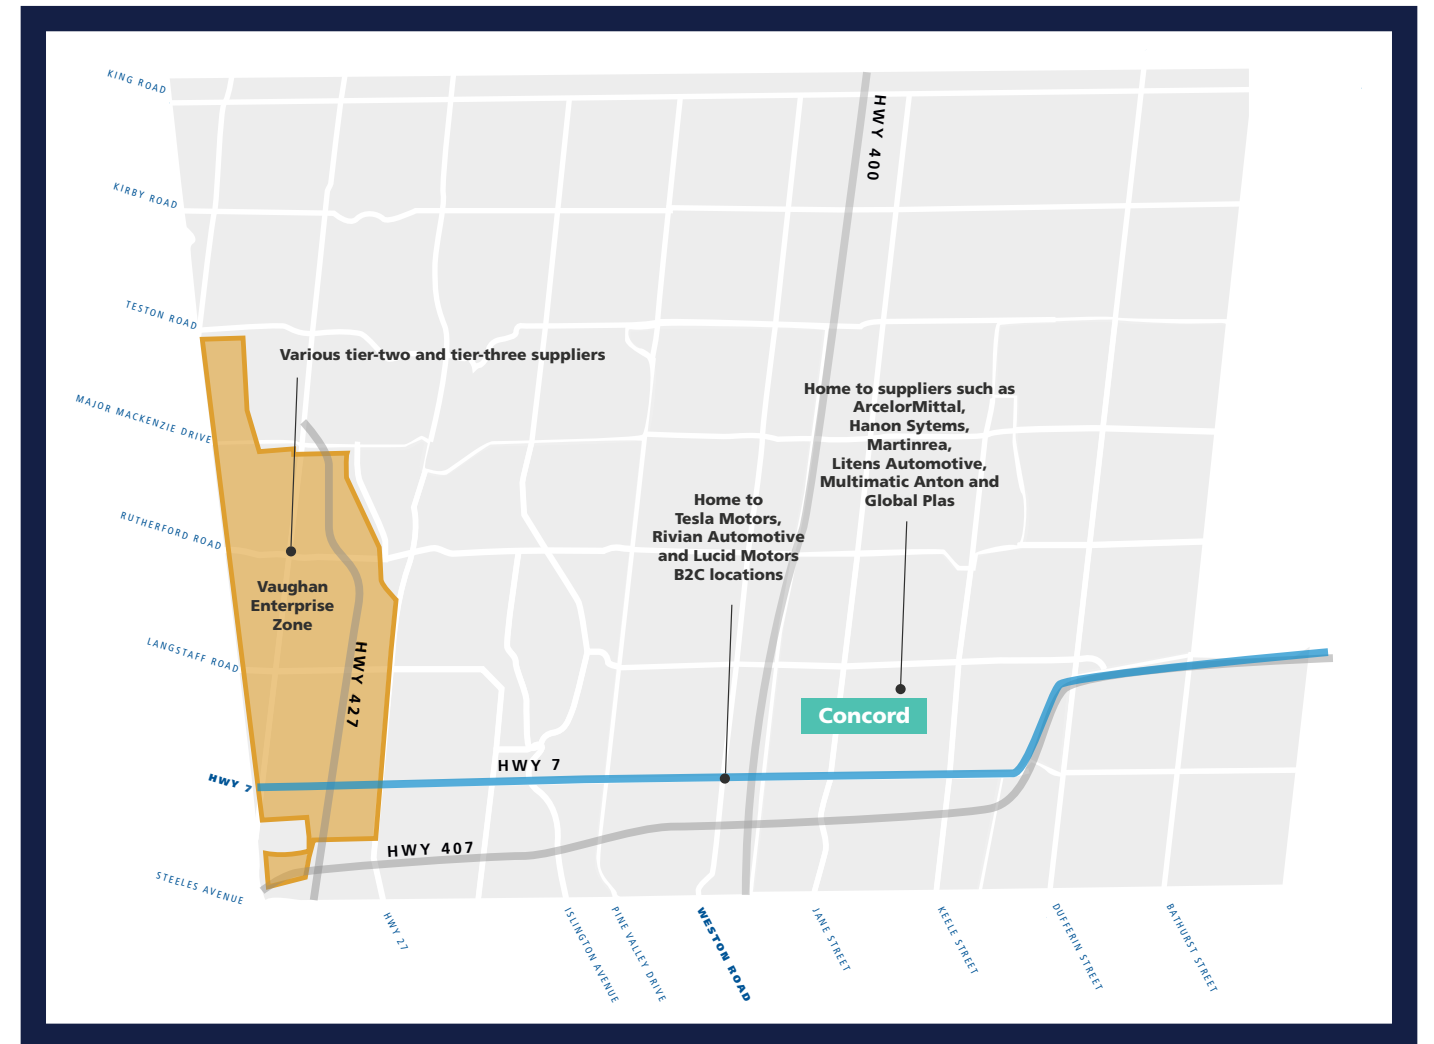 KING ROAD
HWY 400
KIRBY ROAD
TESTON ROAD
Various tier-two and tier-three suppliers
MAJOR MACKENZIE DRIVE
Home to suppliers such as
ArcelorMittal,
Hanon Sytems,
Martinrea,
Litens Automotive,
Multimatic Anton and
Global Plas
Home to
Tesla Motors,
Rivian Automotive
and Lucid Motors
B2C locations
RUTHERFORD ROAD
Vaughan
Enterprise
Zone
LANGSTAFF ROAD
HWY 427
Concord
HWY 7
HWY 7
HWY 407
STEELES AVENUE
HWY 27
ISLINGTON AVENUE
PINE VALLEY DRIVE
WESTON ROAD
JANE STREET
KEELE STREET
DUFFERIN STREET
BATHURST STREET